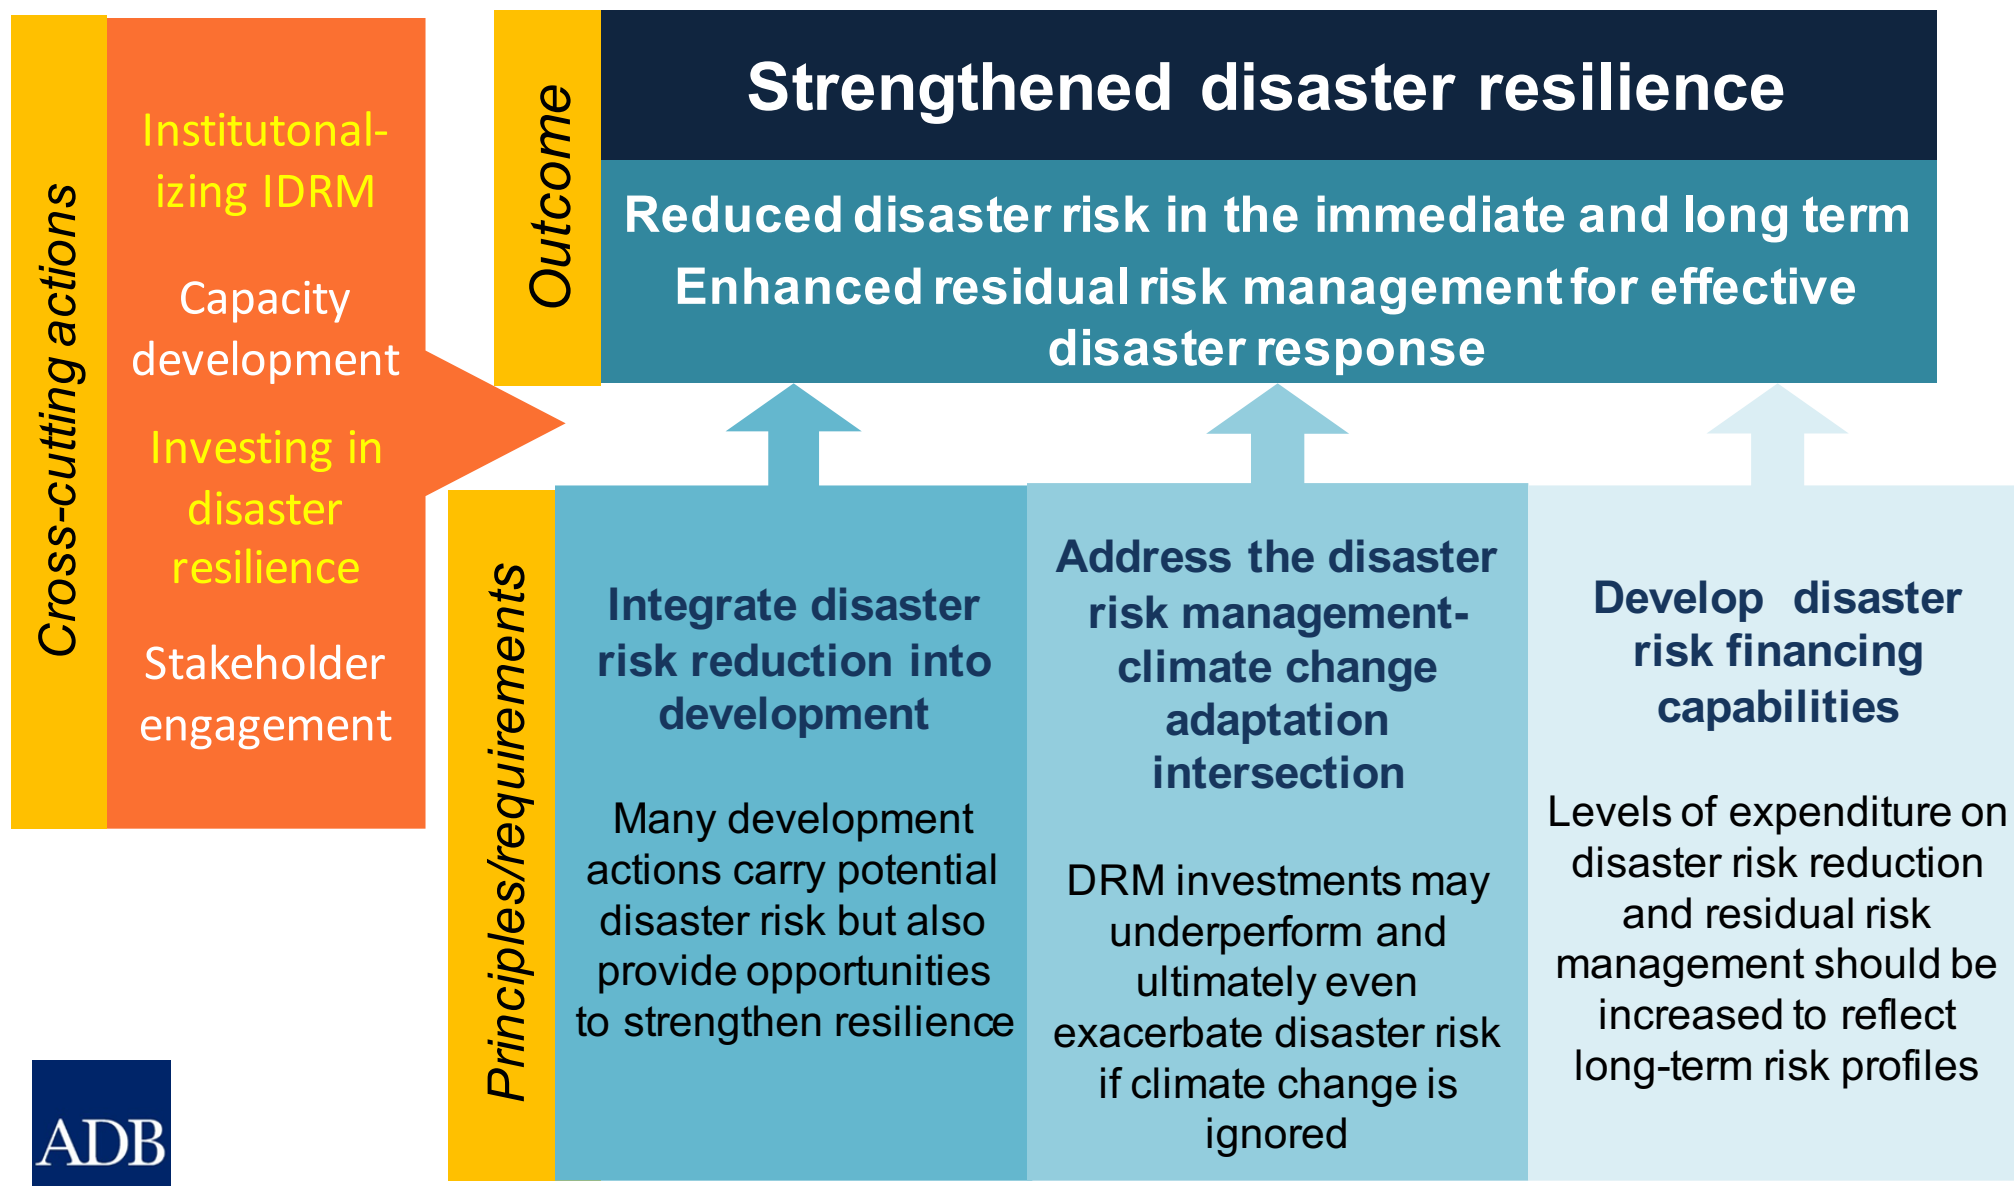 Cross-cutting actions
Institutonal-
izing IDRM
Capacity
development
Investing in
disaster
resilience
Stakeholder
engagement
Outcome
Strengthened disaster resilience
Reduced disaster risk in the immediate and long term
Enhanced residual risk management for effective
disaster response
Principles/requirements
Integrate disaster
risk reduction into
development
Many development
actions carry potential
disaster risk but also
provide opportunities
to strengthen resilience
Address the disaster
risk management-
climate change
adaptation
intersection
DRM investments may
underperform and
ultimately even
exacerbate disaster risk
if climate change is
ignored
Develop disaster
risk financing
capabilities
Levels of expenditure on
disaster risk reduction
and residual risk
management should be
increased to reflect
long-term risk profiles
ADB